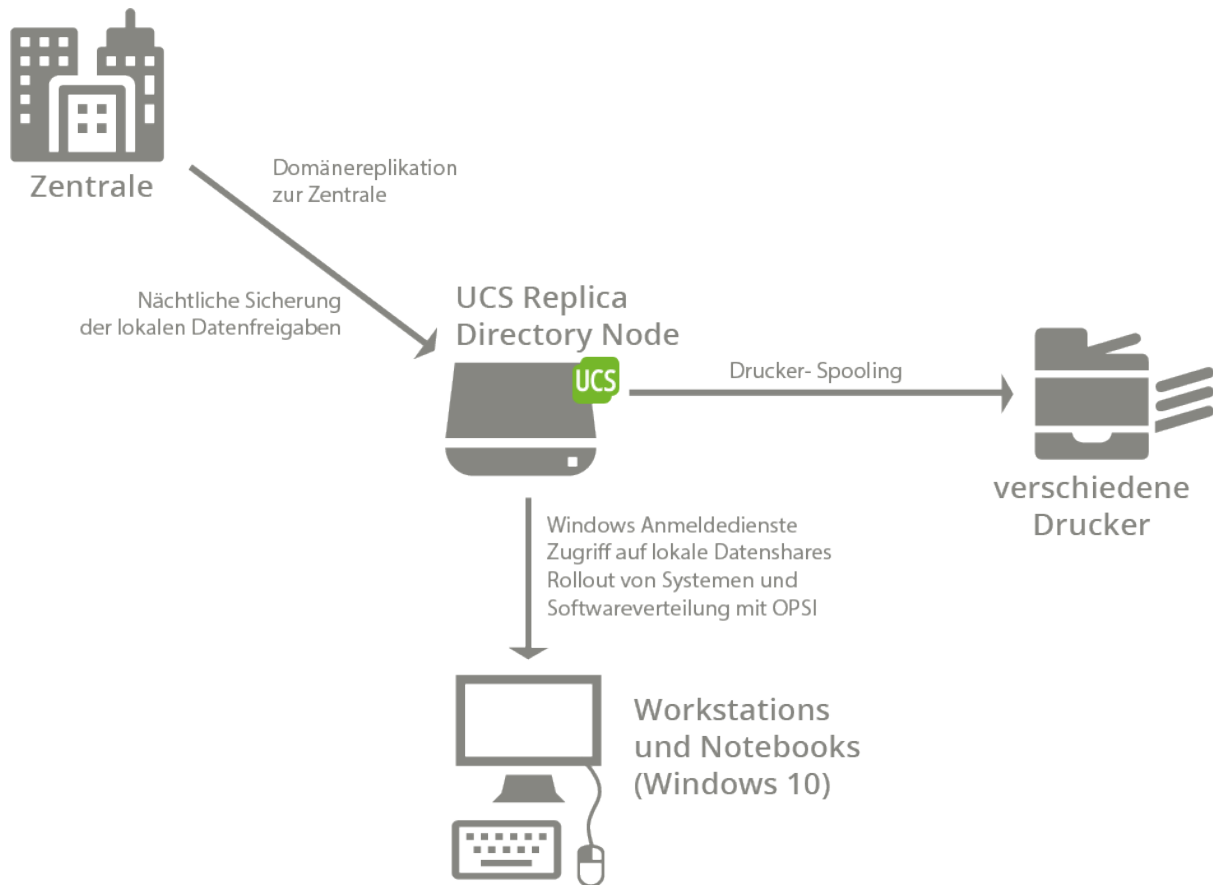 Zentrale
Domänereplikation
zur Zentrale
Nächtliche Sicherung
der lokalen Datenfreigaben
UCS Replica
Directory Node
UCS
Drucker- Spooling
verschiedene
Drucker
Windows Anmeldedienste
Zugriff auf lokale Datenshares
Rollout von Systemen und
Softwareverteilung mit OPSI
Workstations
und Notebooks
(Windows 10)